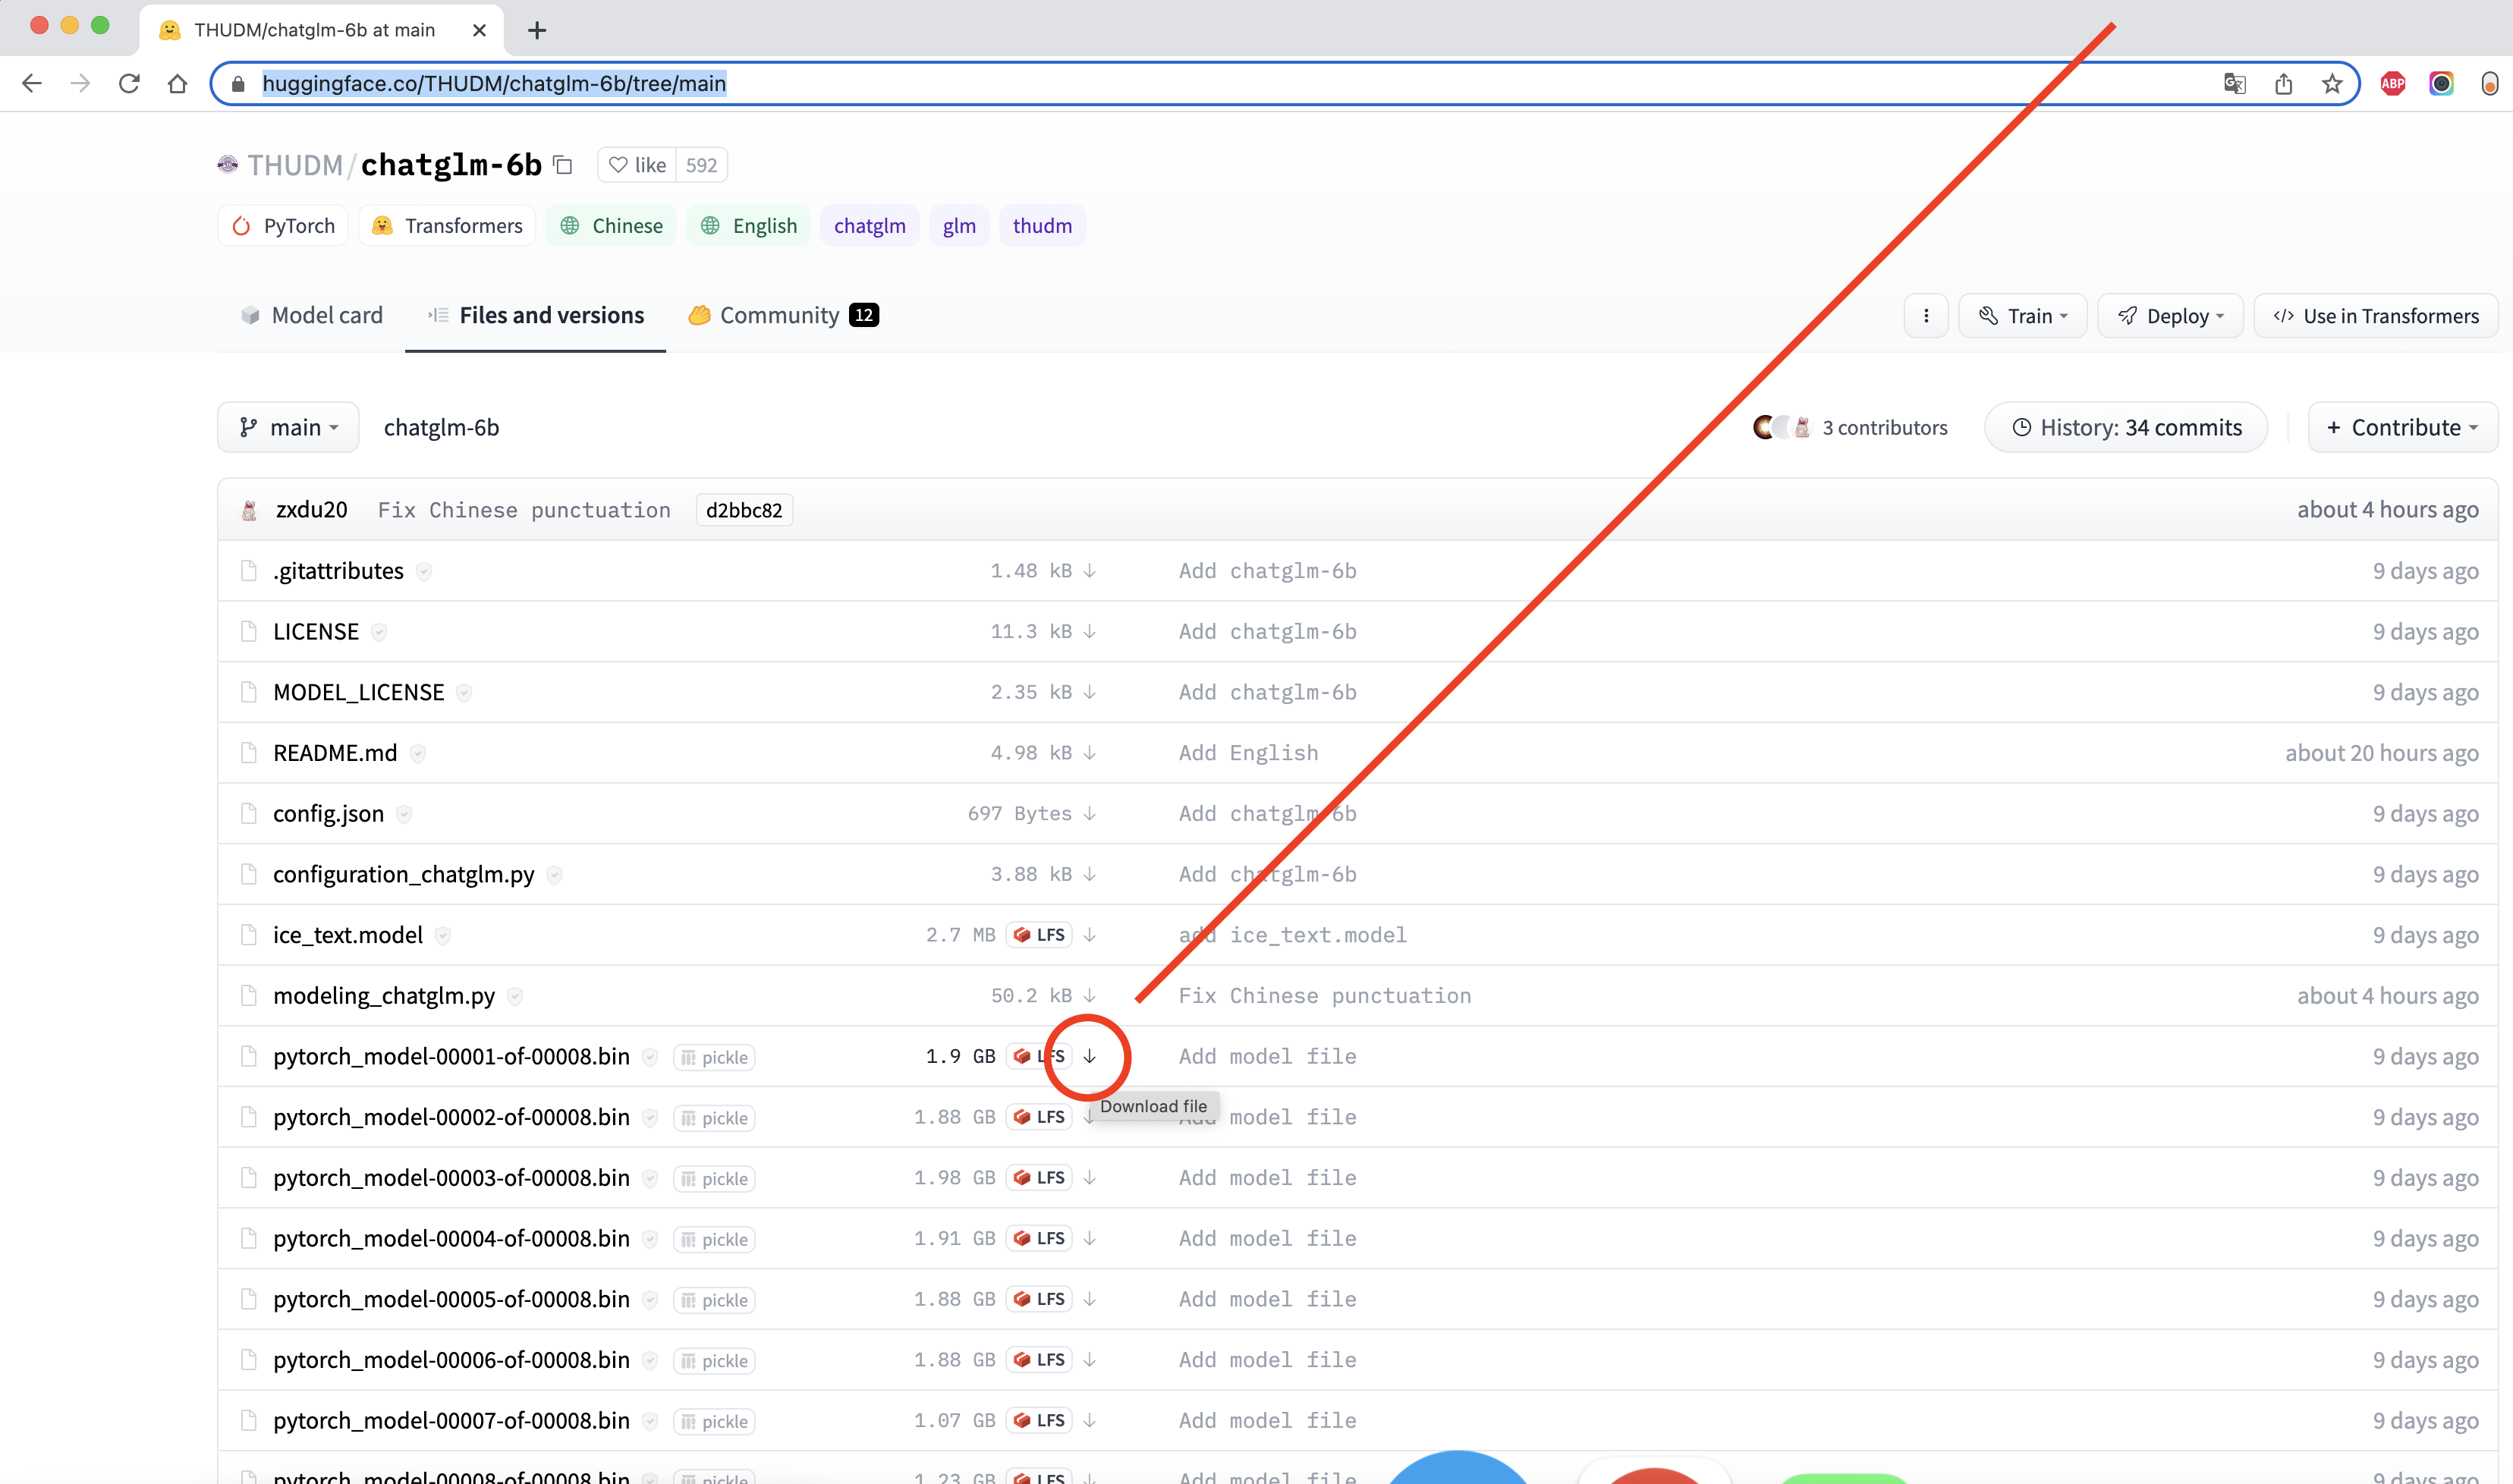 THUDM/chatglm-6b at main
huggingface.co/THUDM/chatglm-6b/tree/main
ABP
THUDM/chatglm-6b like 592
PyTorch Transformers Chinese English chatglm glm thudm
Model card Files and versions Community 12 Train Deploy </> Use in Transformers
main chatglm-6b 3 contributors History: 34 commits + Contribute
zxdu20 Fix Chinese punctuation d2bbc82 about 4 hours ago
.gitattributes 1.48 kB Add chatglm-6b 9 days ago
LICENSE 11.3 kB Add chatglm-6b 9 days ago
MODEL_LICENSE 2.35 kB Add chatglm-6b 9 days ago
README.md 4.98 kB Add English about 20 hours ago
config.json 697 Bytes Add chatglm-6b 9 days ago
configuration_chatglm.py 3.88 kB Add chatglm-6b 9 days ago
ice_text.model 2.7 MB LFS add ice_text.model 9 days ago
modeling_chatglm.py 50.2 kB Fix Chinese punctuation about 4 hours ago
pytorch_model-00001-of-00008.bin pickle 1.9 GB LFS Add model file 9 days ago
Download file
pytorch_model-00002-of-00008.bin pickle 1.88 GB LFS Add model file 9 days ago
pytorch_model-00003-of-00008.bin pickle 1.98 GB LFS Add model file 9 days ago
pytorch_model-00004-of-00008.bin pickle 1.91 GB LFS Add model file 9 days ago
pytorch_model-00005-of-00008.bin pickle 1.88 GB LFS Add model file 9 days ago
pytorch_model-00006-of-00008.bin pickle 1.88 GB LFS Add model file 9 days ago
pytorch_model-00007-of-00008.bin pickle 1.07 GB LFS Add model file 9 days ago
pytorch_model-00008-of-00008.bin pickle 1.23 GB LFS Add model file 9 days ago